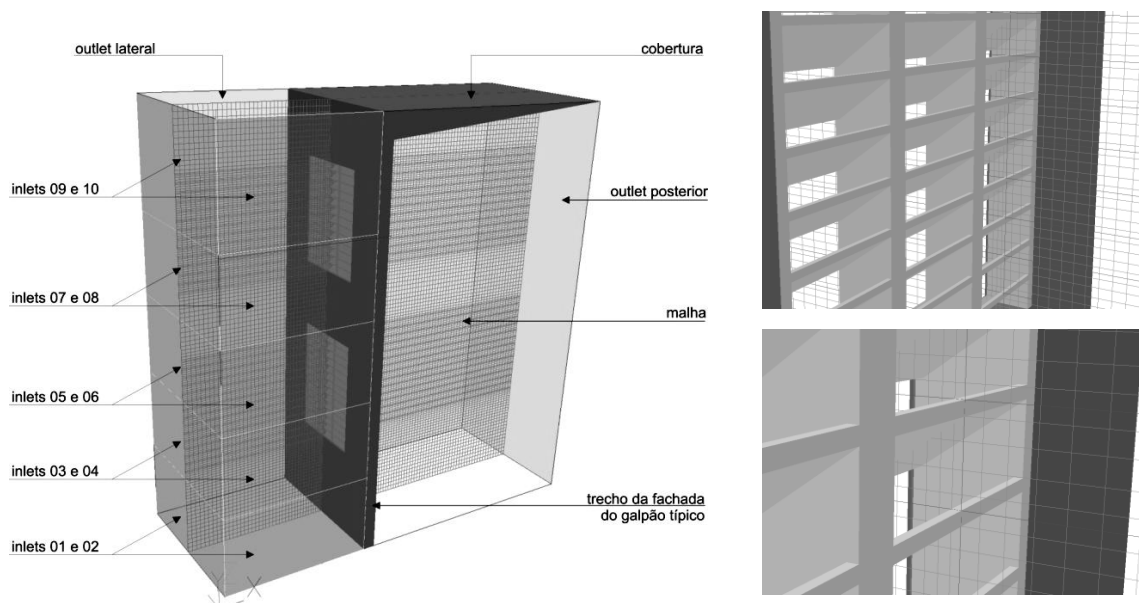 outlet lateral
cobertura
inlets 09 e 10
outlet posterior
inlets 07 e 08
malha
inlets 05 e 06
inlets 03 e 04
trecho da fachada
do galpão típico
inlets 01 e 02
X